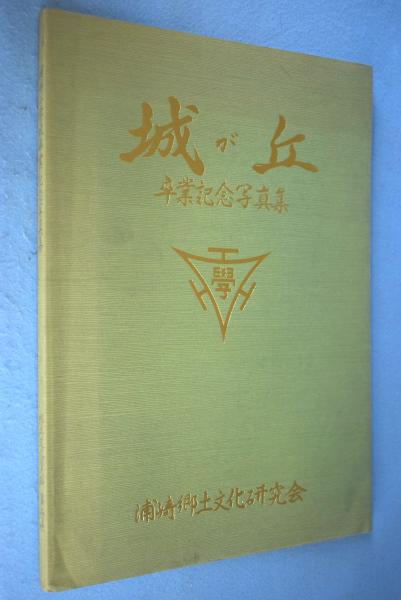 城が丘
卒業記念写真集
學
浦崎郷土文化研究会